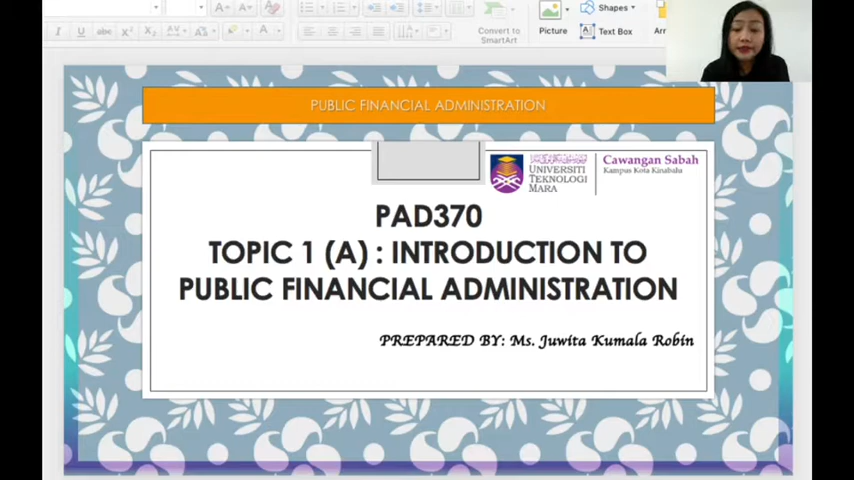 Convert to
SmartArt
Picture
Shapes
Text Box
PUBLIC FINANCIAL ADMINISTRATION
UNIVERSITI
TEKNOLOGI
MARA
Cawangan Sabah
Kampus Kota Kinabalu
PAD370
TOPIC 1 (A) : INTRODUCTION TO
PUBLIC FINANCIAL ADMINISTRATION
PREPARED BY: Ms. Juwita Kumala Robin